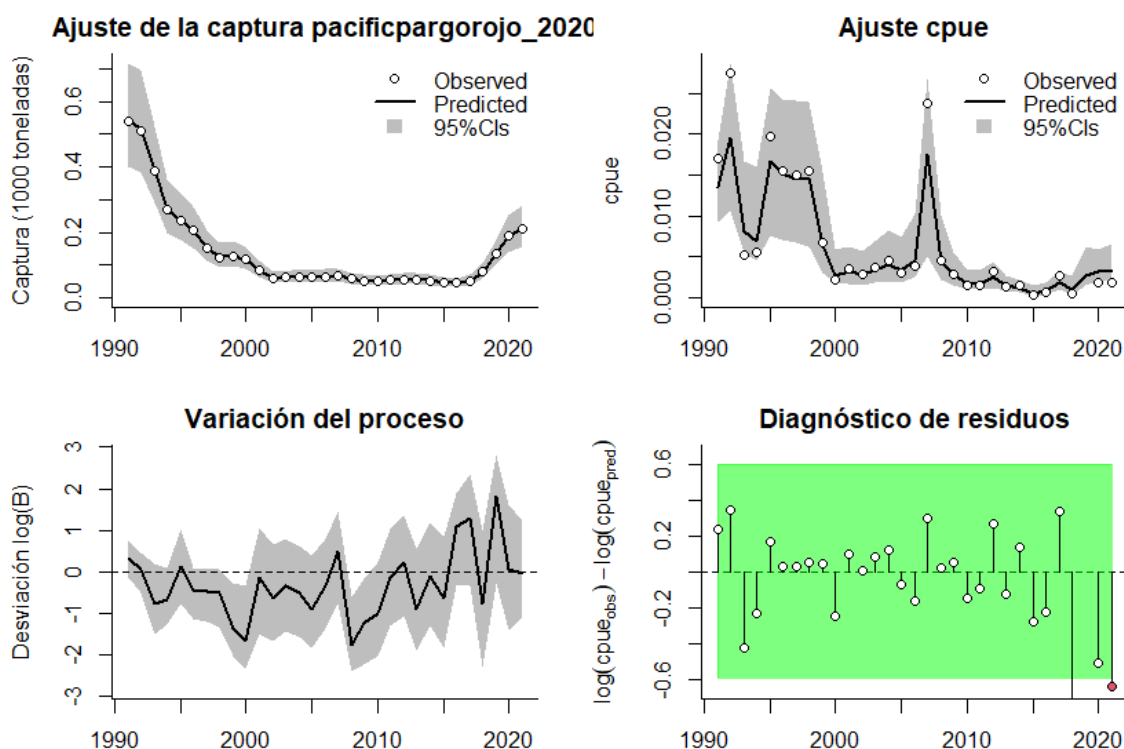 Ajuste de la captura pacificpargorojo_2020
Captura (1000 toneladas)
0.0
0.2
0.4
0.6
Observed
Predicted
95%CIs
1990
2000
2010
2020
Ajuste cpue
cpue
0.000
0.010
0.020
Observed
Predicted
95%CIs
1990
2000
2010
2020
Variación del proceso
Desviación log(B)
-3
-2
-1
0
1
2
3
1990
2000
2010
2020
Diagnóstico de residuos
log(cpueobs) − log(cpuepred)
-0.6
-0.2
0.2
0.6
1990
2000
2010
2020